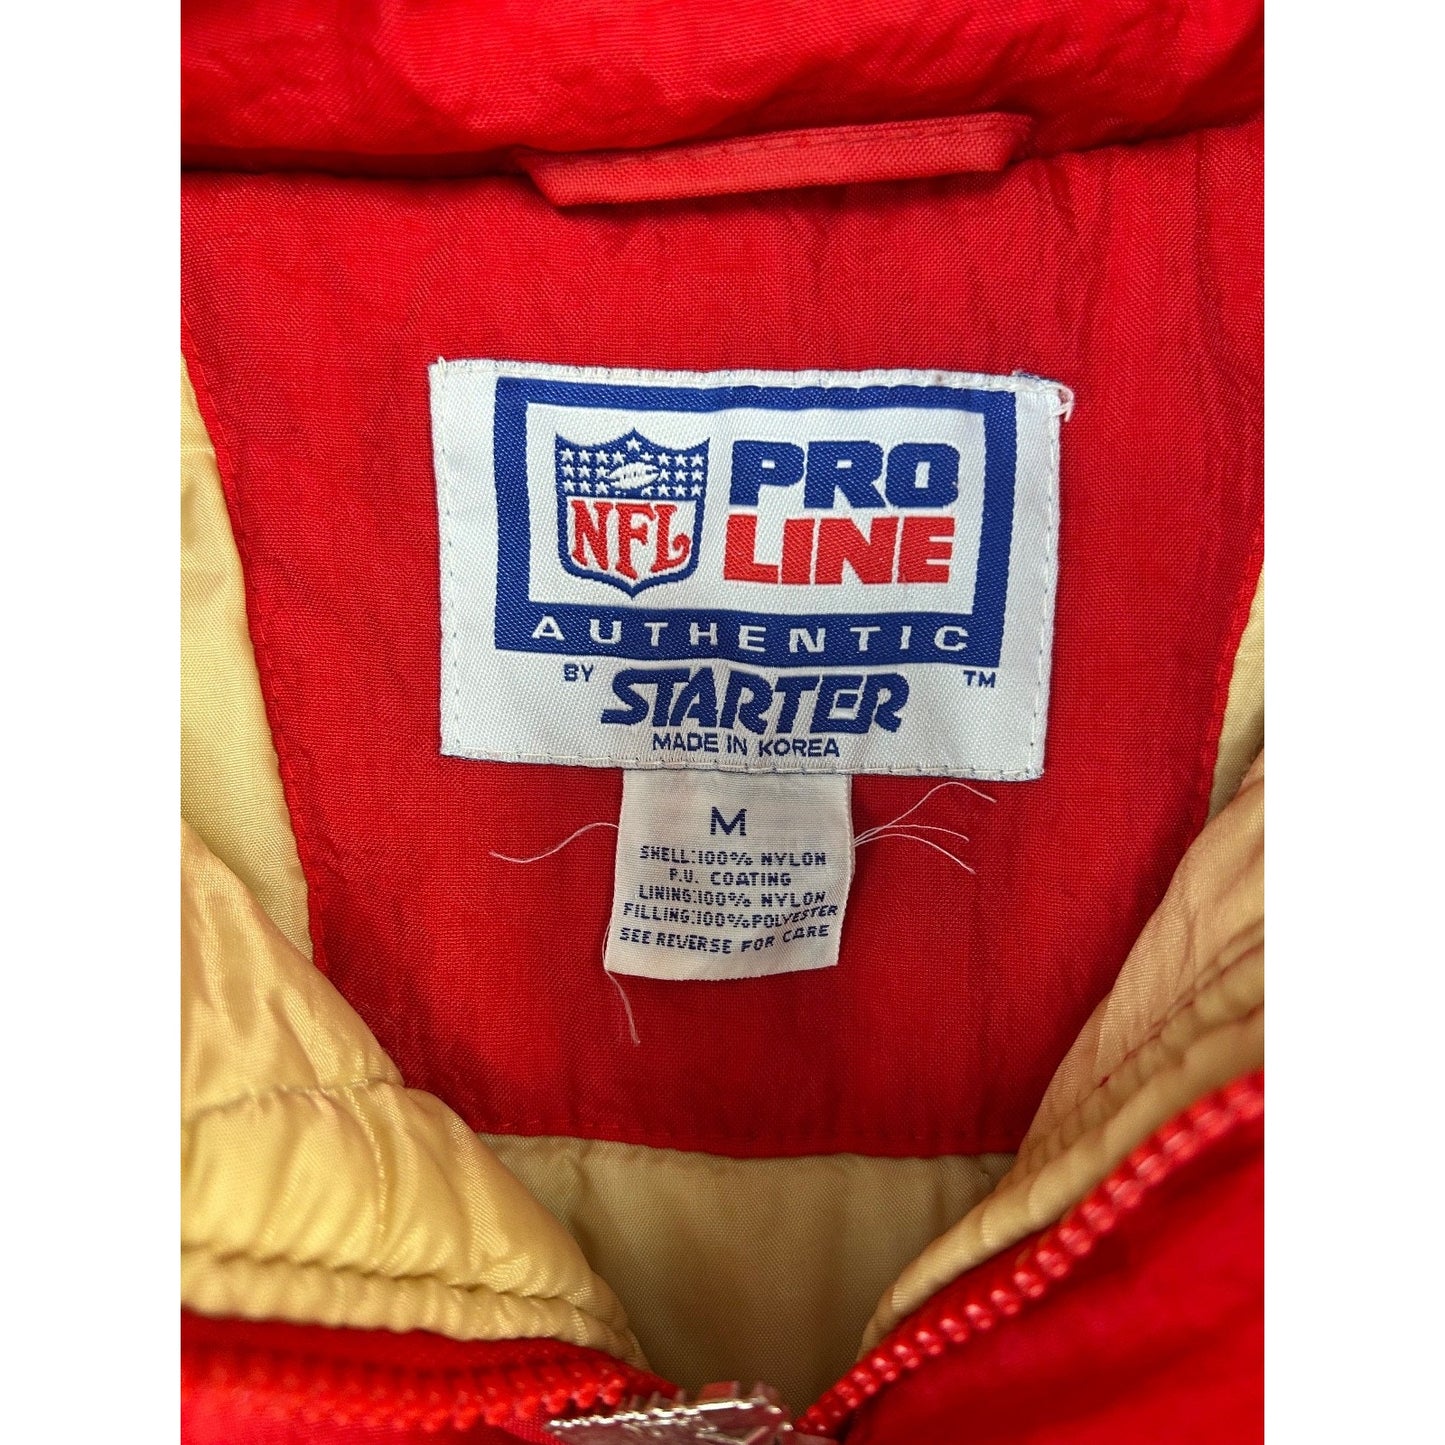 NFL
PRO
LINE
AUTHENTIC
BY STARTER TM
MADE IN KOREA
M
SHELL:100% NYLON
P.U. COATING
LINING:100% NYLON
FILLING:100%POLYESTER
SEE REVERSE FOR CARE